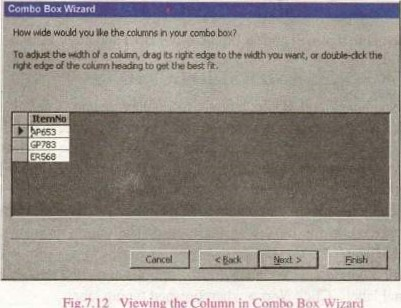 Combo Box Wizard
How wide would you like the columns in your combo box?
To adjust the width of a column, drag its right edge to the width you want, or double-click the
right edge of the column heading to get the best fit.
ItemNo
AP653
GP783
ER568
Cancel
< Back
Next >
Finish
Fig.7.12 Viewing the Column in Combo Box Wizard